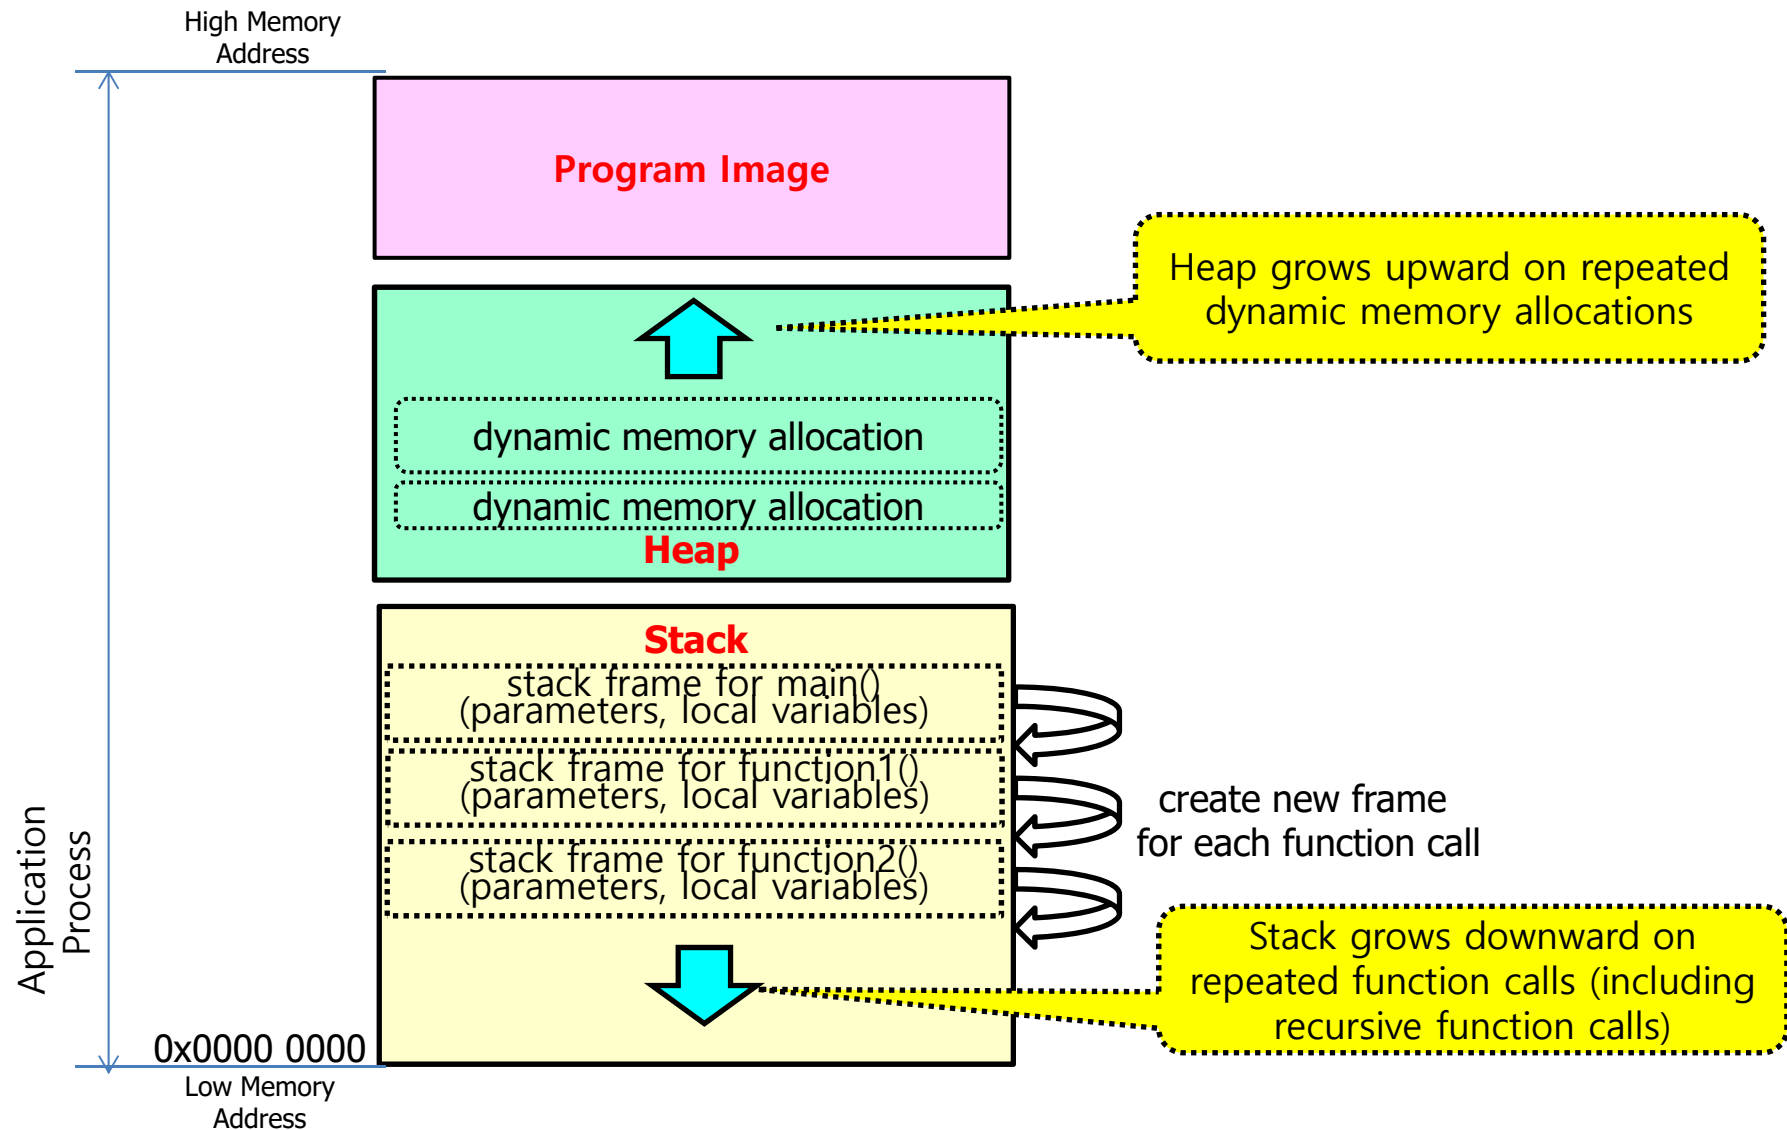 High Memory
Address
Program Image
Heap grows upward on repeated
dynamic memory allocations
dynamic memory allocation
dynamic memory allocation
Heap
Stack
stack frame for main()
(parameters, local variables)
stack frame for function1()
(parameters, local variables)
create new frame
for each function call
stack frame for function2()
(parameters, local variables)
Application
Process
Stack grows downward on
repeated function calls (including
recursive function calls)
0x0000 0000
Low Memory
Address